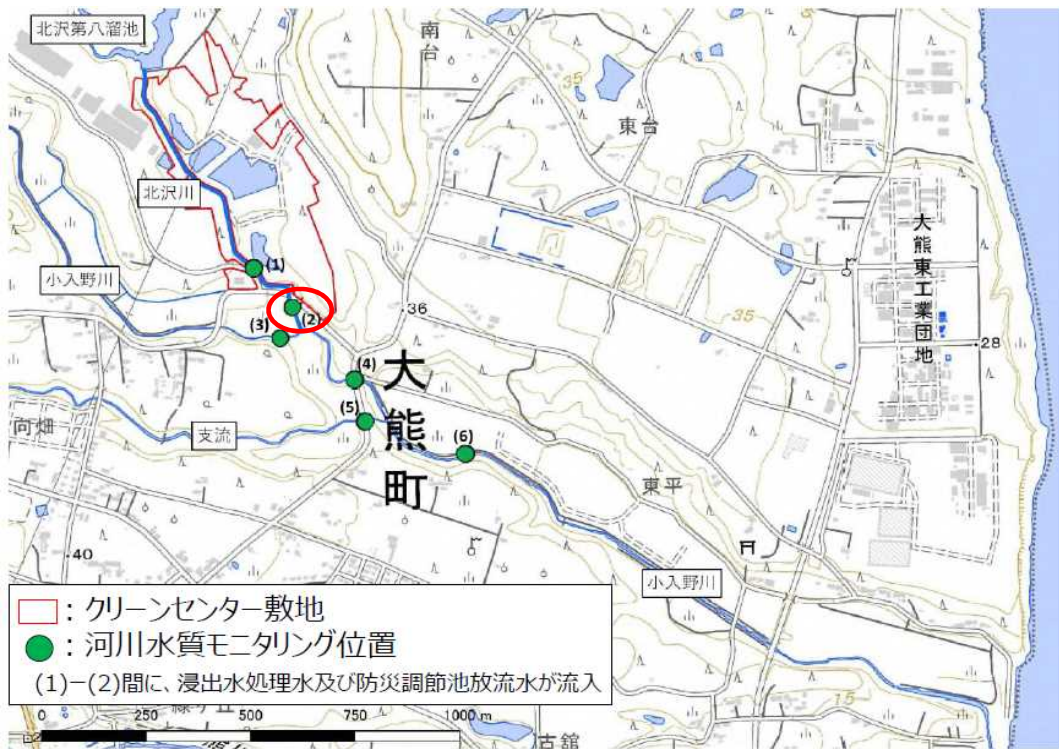 北沢第八溜池
南台
35
東台
北沢川
大熊東工業団地
(1)
小入野川
(2)
36
35
(3)
28
(4)
大熊町
(5)
向畑
支流
(6)
東平
40
小入野川
：クリーンセンター敷地
：河川水質モニタリング位置
(1)－(2)間に、浸出水処理水及び防災調節池放流水が流入
15
0 250 500 750 1000 m
古舘